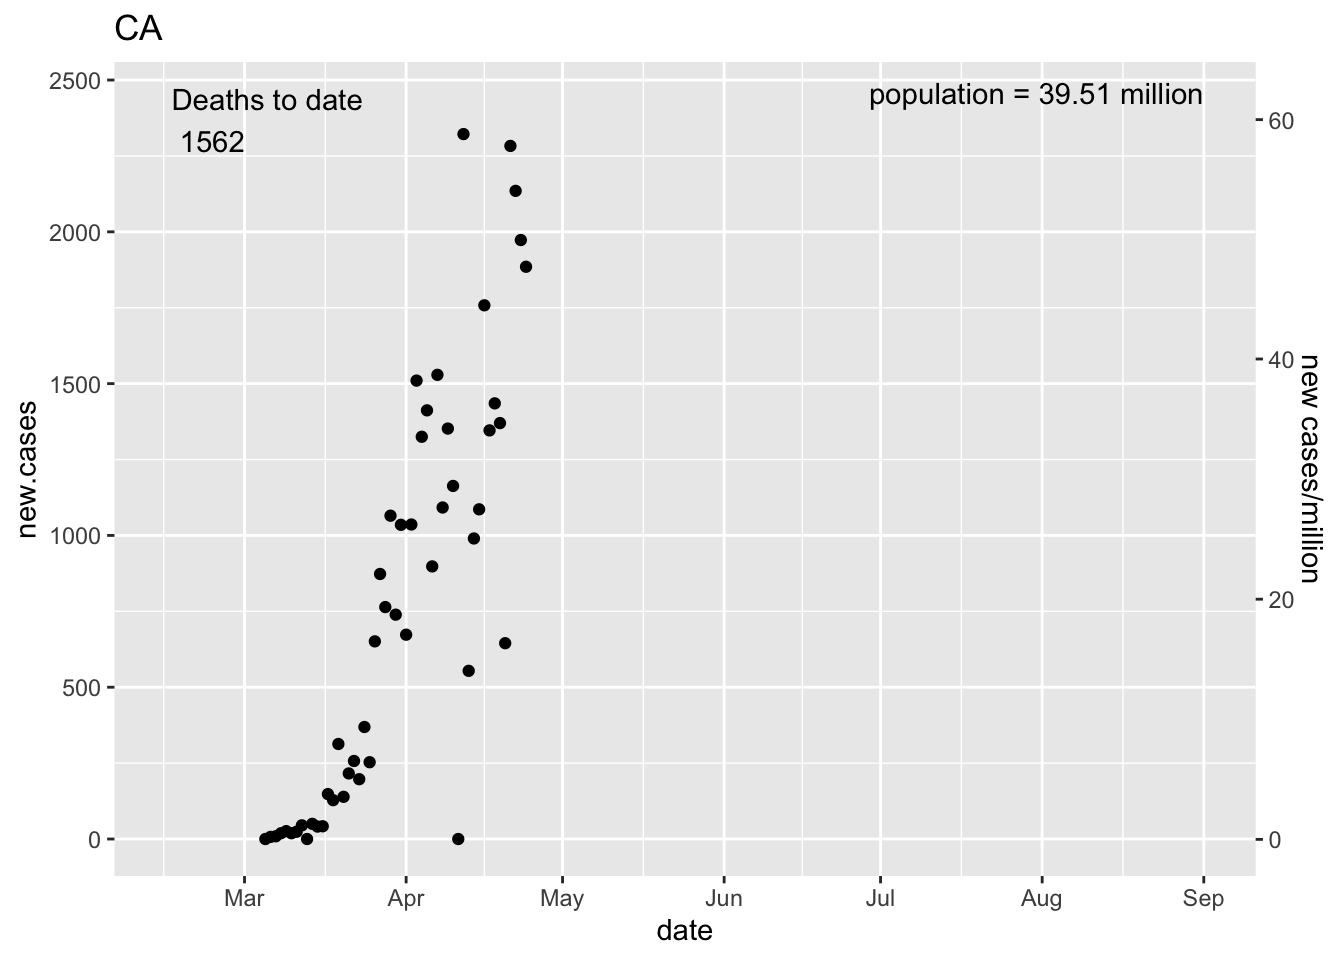 CA
Deaths to date
1562
population = 39.51 million
2500
2000
1500
1000
500
0
new.cases
60
40
20
0
new cases/million
Mar Apr May Jun Jul Aug Sep
date